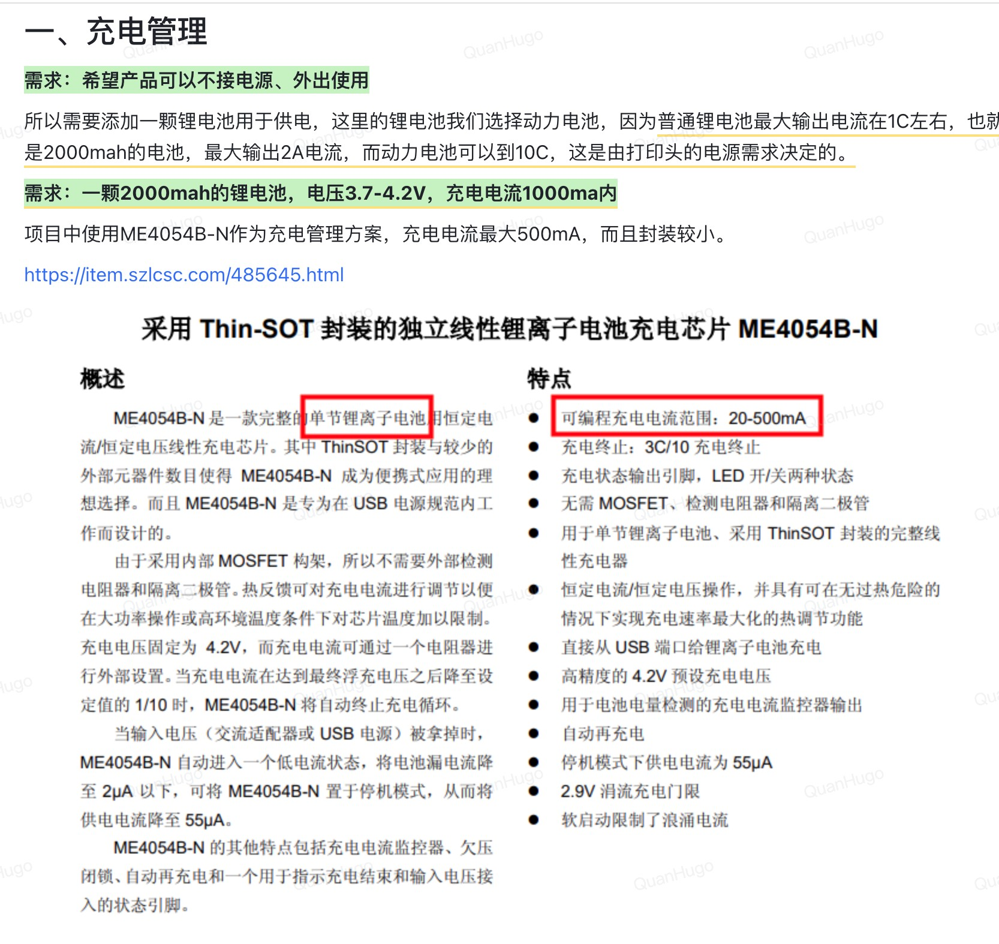 一、充电管理
需求：希望产品可以不接电源、外出使用
所以需要添加一颗锂电池用于供电，这里的锂电池我们选择动力电池，因为普通锂电池最大输出电流在1C左右，也就
是2000mah的电池，最大输出2A电流，而动力电池可以到10C，这是由打印头的电源需求决定的。
需求：一颗2000mah的锂电池，电压3.7-4.2V，充电电流1000ma内
项目中使用ME4054B-N作为充电管理方案，充电电流最大500mA，而且封装较小。
https://item.szlcsc.com/485645.html
采用 Thin-SOT 封装的独立线性锂离子电池充电芯片 ME4054B-N
概述
ME4054B-N 是一款完整的单节锂离子电池用恒定电
流/恒定电压线性充电芯片。其中 ThinSOT 封装与较少的
外部元器件数目使得 ME4054B-N 成为便携式应用的理
想选择。而且 ME4054B-N 是专为在 USB 电源规范内工
作而设计的。
由于采用内部 MOSFET 构架，所以不需要外部检测
电阻器和隔离二极管。热反馈可对充电电流进行调节以便
在大功率操作或高环境温度条件下对芯片温度加以限制。
充电电压固定为 4.2V，而充电电流可通过一个电阻器进
行外部设置。当充电电流在达到最终浮充电压之后降至设
定值的 1/10 时，ME4054B-N 将自动终止充电循环。
当输入电压（交流适配器或 USB 电源）被拿掉时，
ME4054B-N 自动进入一个低电流状态，将电池漏电流降
至 2μA 以下，可将 ME4054B-N 置于停机模式，从而将
供电电流降至 55μA。
ME4054B-N 的其他特点包括充电电流监控器、欠压
闭锁、自动再充电和一个用于指示充电结束和输入电压接
入的状态引脚。
特点
● 可编程充电电流范围：20-500mA
● 充电终止：3C/10 充电终止
● 充电状态输出引脚，LED 开/关两种状态
● 无需 MOSFET、检测电阻器和隔离二极管
● 用于单节锂离子电池、采用 ThinSOT 封装的完整线
性充电器
● 恒定电流/恒定电压操作，并具有可在无过热危险的
情况下实现充电速率最大化的热调节功能
● 直接从 USB 端口给锂离子电池充电
● 高精度的 4.2V 预设充电电压
● 用于电池电量检测的充电电流监控器输出
● 自动再充电
● 停机模式下供电电流为 55μA
● 2.9V 涓流充电门限
● 软启动限制了浪涌电流
QuanHugo